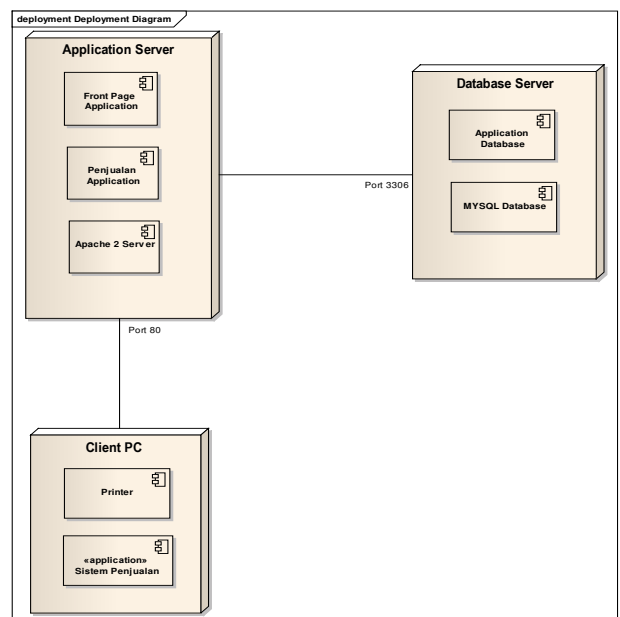 deployment Deployment Diagram
Application Server
Front Page
Application
Penjualan
Application
Apache 2 Server
Database Server
Application
Database
MYSQL Database
Port 3306
Port 80
Client PC
Printer
«application»
Sistem Penjualan